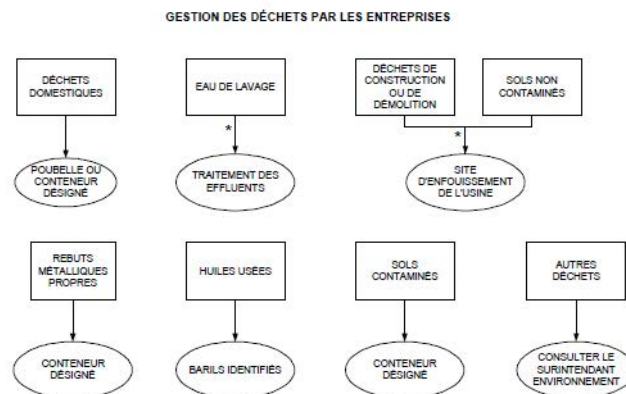 GESTION DES DÉCHETS PAR LES ENTREPRISES
DÉCHETS
DOMESTIQUES
EAU DE LAVAGE
DÉCHETS DE
CONSTRUCTION
OU DE
DÉMOLITION
SOLS NON
CONTAMINÉS
*
*
POUBELLE OU
CONTENEUR
DÉSIGNÉ
TRAITEMENT DES
EFFLUENTS
SITE
D'ENFOUISSEMENT
DE L'USINE
REBUTS
MÉTALLIQUES
PROPRES
HUILES USÉES
SOLS
CONTAMINÉS
AUTRES
DÉCHETS
CONTENEUR
DÉSIGNÉ
BARILS IDENTIFIÉS
CONTENEUR
DÉSIGNÉ
CONSULTER LE
SURINTENDANT
ENVIRONNEMENT